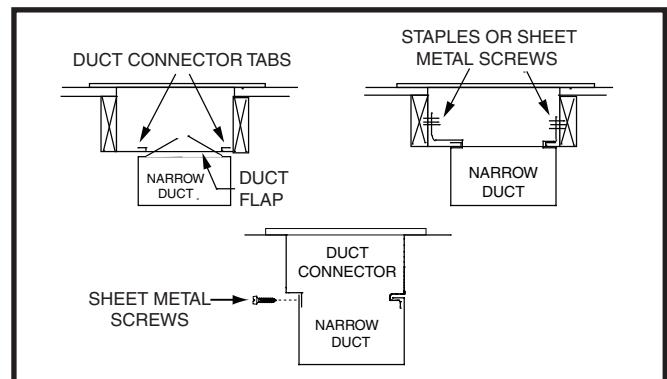 DUCT CONNECTOR TABS
NARROW
DUCT
DUCT
FLAP
STAPLES OR SHEET
METAL SCREWS
NARROW
DUCT
DUCT
CONNECTOR
SHEET METAL
SCREWS
NARROW
DUCT